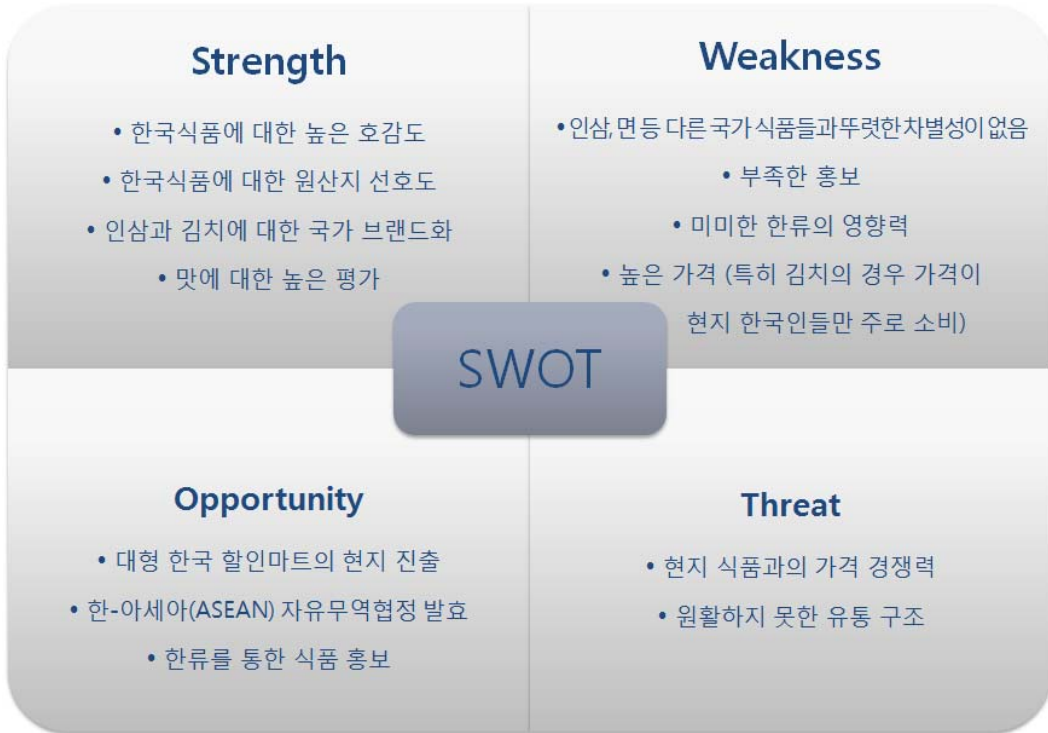 Strength
• 한국식품에 대한 높은 호감도
• 한국식품에 대한 원산지 선호도
• 인삼과 김치에 대한 국가 브랜드화
• 맛에 대한 높은 평가
Weakness
• 인삼, 면 등 다른 국가 식품들과 뚜렷한 차별성이 없음
• 부족한 홍보
• 미미한 한류의 영향력
• 높은 가격 (특히 김치의 경우 가격이
현지 한국인들만 주로 소비)
SWOT
Opportunity
• 대형 한국 할인마트의 현지 진출
• 한-아세아(ASEAN) 자유무역협정 발효
• 한류를 통한 식품 홍보
Threat
• 현지 식품과의 가격 경쟁력
• 원활하지 못한 유통 구조